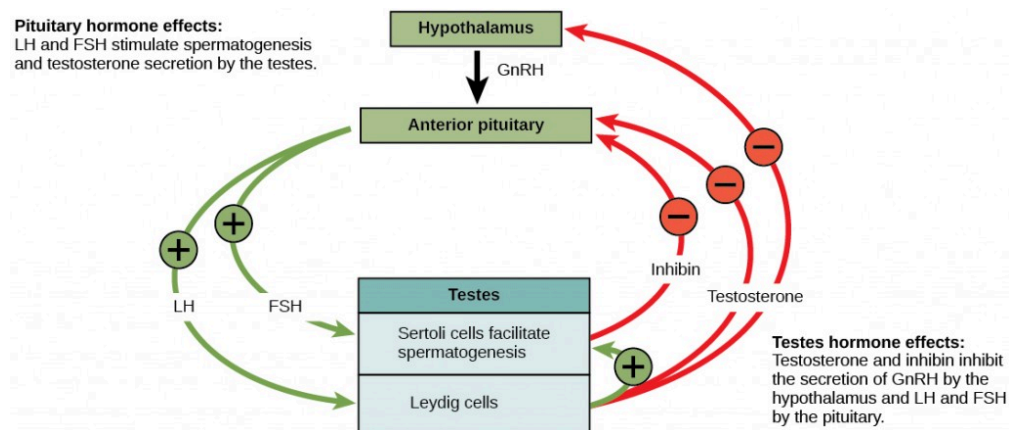 Pituitary hormone effects:
LH and FSH stimulate spermatogenesis
and testosterone secretion by the testes.
Hypothalamus
GnRH
Anterior pituitary
+
+
−
−
−
LH
FSH
Inhibin
Testosterone
Testes
Sertoli cells facilitate
spermatogenesis
+
Leydig cells
Testes hormone effects:
Testosterone and inhibin inhibit
the secretion of GnRH by the
hypothalamus and LH and FSH
by the pituitary.